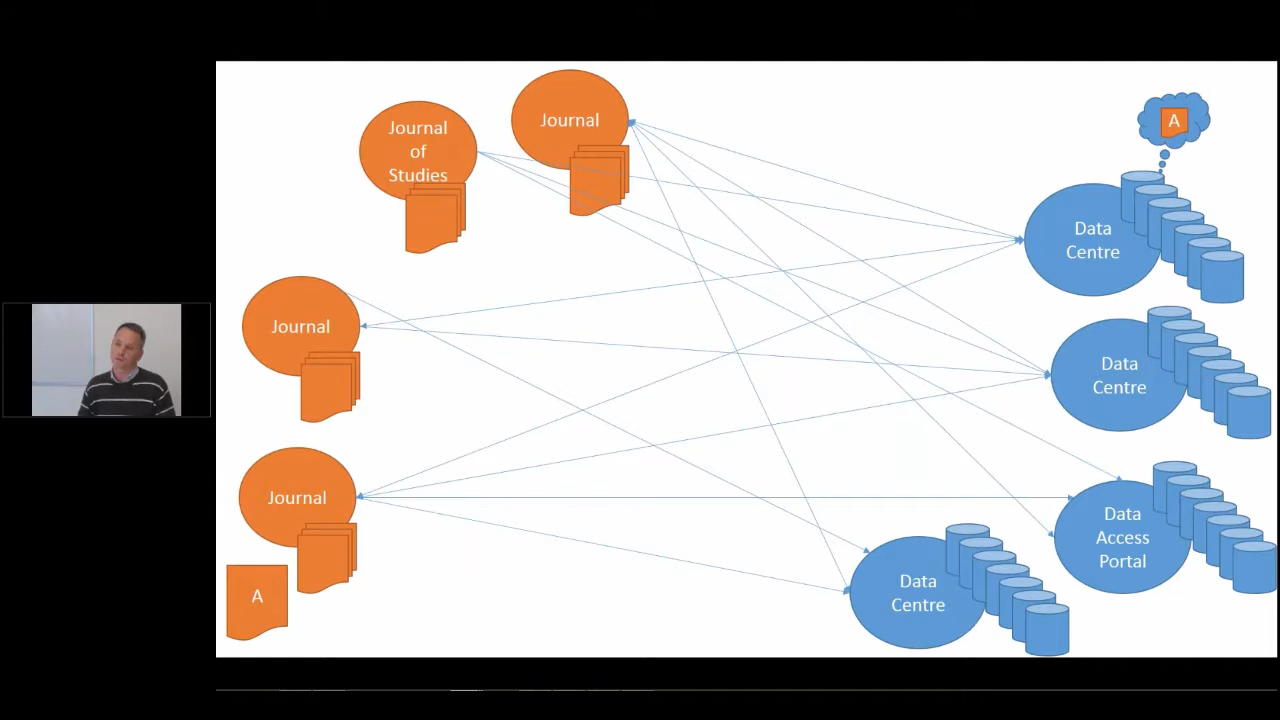 Journal
of
Studies
Journal
A
Data
Centre
Journal
Data
Centre
Journal
Data
Access
Portal
A
Data
Centre